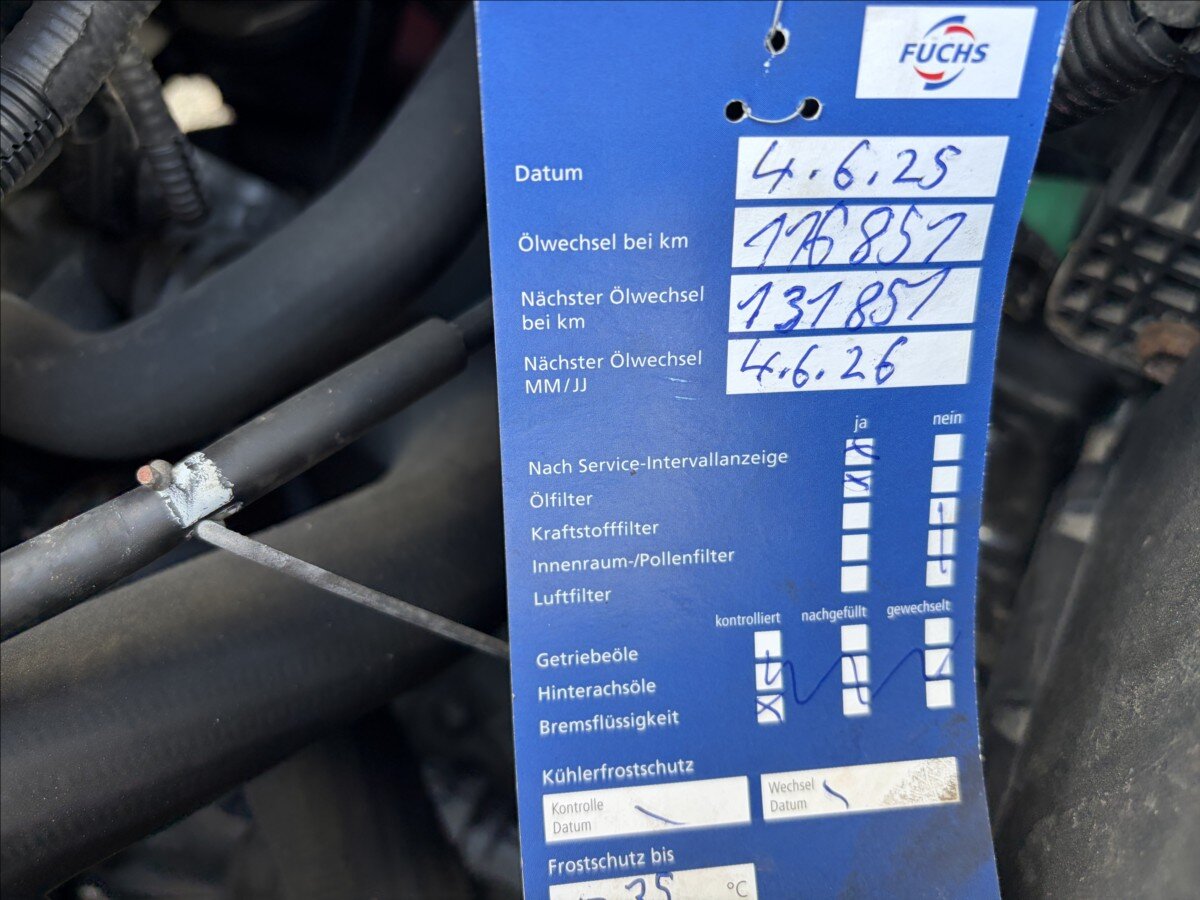 FUCHS
Datum 4.6.25
Ölwechsel bei km 116851
Nächster Ölwechsel
bei km 131851
Nächster Ölwechsel
MM/JJ 4.6.26
ja nein
Nach Service-Intervallanzeige x
Ölfilter x
Kraftstofffilter
Innenraum-/Pollenfilter
Luftfilter
kontrolliert nachgefüllt gewechselt
Getriebeöle
Hinterachsöle
Bremsflüssigkeit x
Kühlerfrostschutz
Kontrolle
Datum
Wechsel
Datum
Frostschutz bis
-35 °C